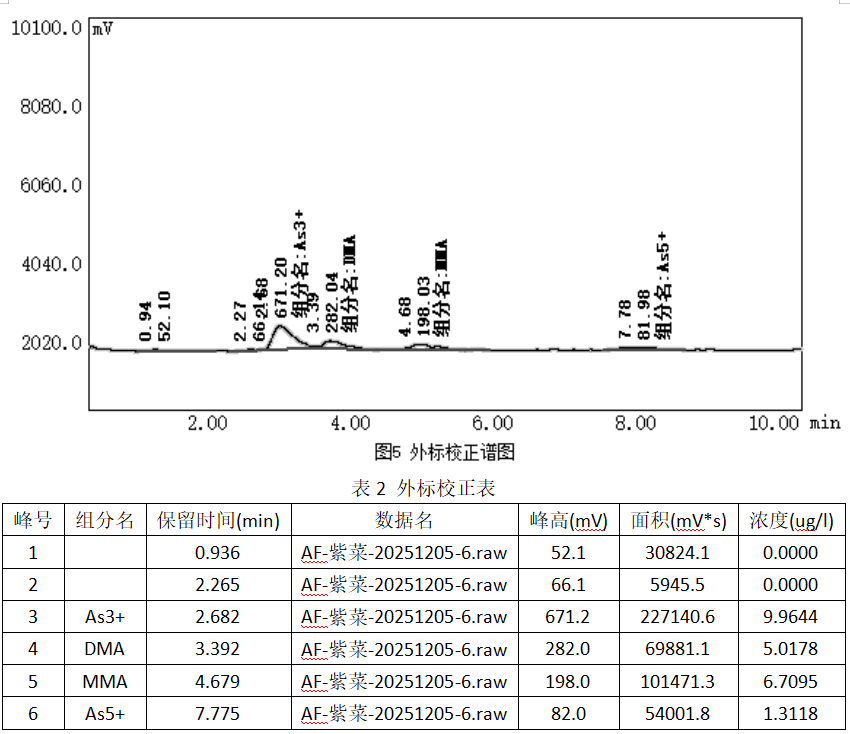 10100.0 mV
8080.0
6060.0
4040.0
2020.0
0.94
52.10
2.27
66.14
2.68
671.20
组分名:As3+
3.39
282.04
组分名:DMA
4.68
198.03
组分名:MMA
7.78
81.98
组分名:As5+
2.00 4.00 6.00 8.00 10.00 min
图5 外标校正谱图
表 2 外标校正表
峰号 组分名 保留时间(min) 数据名 峰高(mV) 面积(mV*s) 浓度(ug/l)
1 0.936 AF-紫菜-20251205-6.raw 52.1 30824.1 0.0000
2 2.265 AF-紫菜-20251205-6.raw 66.1 5945.5 0.0000
3 As3+ 2.682 AF-紫菜-20251205-6.raw 671.2 227140.6 9.9644
4 DMA 3.392 AF-紫菜-20251205-6.raw 282.0 69881.1 5.0178
5 MMA 4.679 AF-紫菜-20251205-6.raw 198.0 101471.3 6.7095
6 As5+ 7.775 AF-紫菜-20251205-6.raw 82.0 54001.8 1.3118